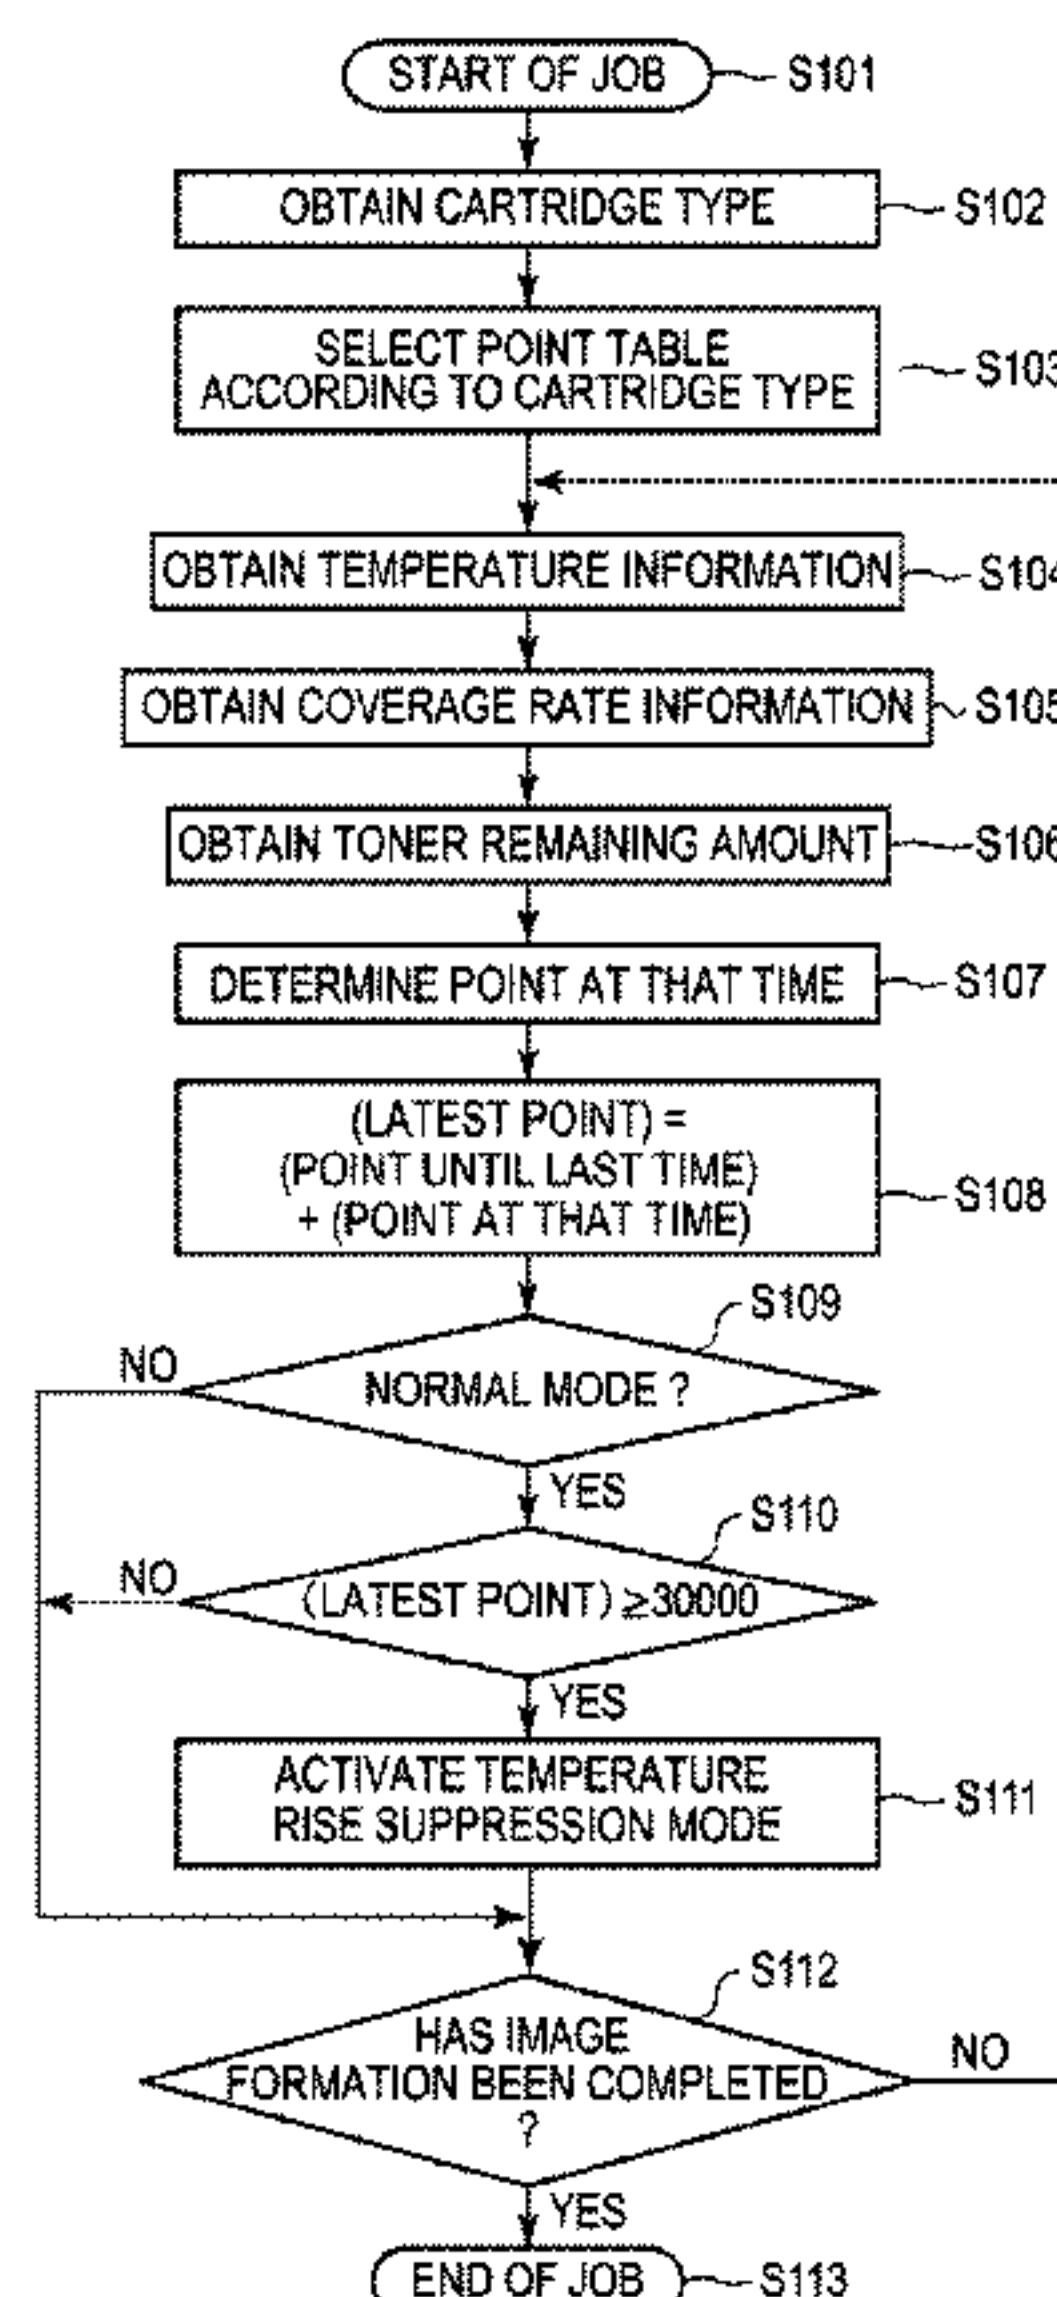 START OF JOB S101
OBTAIN CARTRIDGE TYPE S102
SELECT POINT TABLE
ACCORDING TO CARTRIDGE TYPE S103
OBTAIN TEMPERATURE INFORMATION S104
OBTAIN COVERAGE RATE INFORMATION S105
OBTAIN TONER REMAINING AMOUNT S106
DETERMINE POINT AT THAT TIME S107
(LATEST POINT) =
(POINT UNTIL LAST TIME)
+ (POINT AT THAT TIME) S108
S109
NO
NORMAL MODE ?
YES
S110
NO
(LATEST POINT) ≥30000
YES
ACTIVATE TEMPERATURE
RISE SUPPRESSION MODE S111
S112
HAS IMAGE
FORMATION BEEN COMPLETED
?
NO
YES
END OF JOB S113